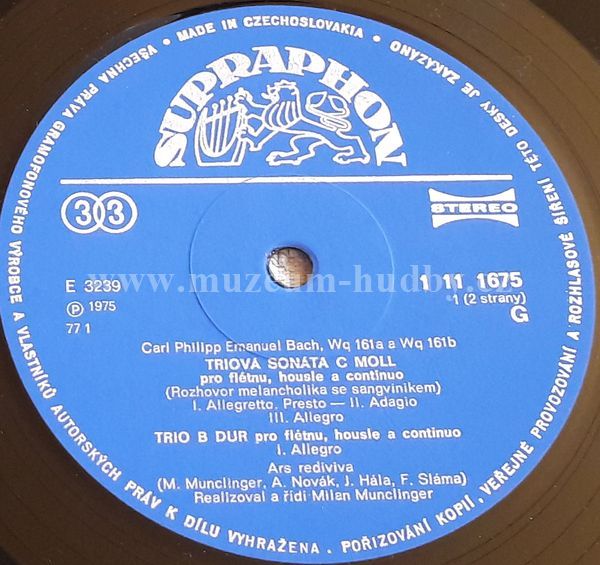 VŠECHNA PRÁVA GRAMOFONOVÉHO VÝROBCE A VLASTNÍKŮ AUTORSKÝCH PRÁV K DÍLU VYHRAŽENA. POŘIZOVÁNÍ KOPIÍ, VEŘEJNÉ PROVOZOVÁNÍ A ROZHLASOVÉ ŠÍŘENÍ TÉTO DESKY JE ZAKÁZÁNO • MADE IN CZECHOSLOVAKIA •
SUPRAPHON
33
STEREO
E 3239
1 11 1675
℗ 1975
1 (2 strany)
77 1
G
www.muzeum-hudby.
Carl Philipp Emanuel Bach, Wq 161a a Wq 161b
TRIOVÁ SONÁTA C MOLL
pro flétnu, housle a continuo
(Rozhovor melancholika se sangvinikem)
I. Allegretto. Presto — II. Adagio
III. Allegro
TRIO B DUR pro flétnu, housle a continuo
I. Allegro
Ars rediviva
(M. Munclinger, A. Novák, J. Hála, F. Sláma)
Realizoval a řídí Milan Munclinger